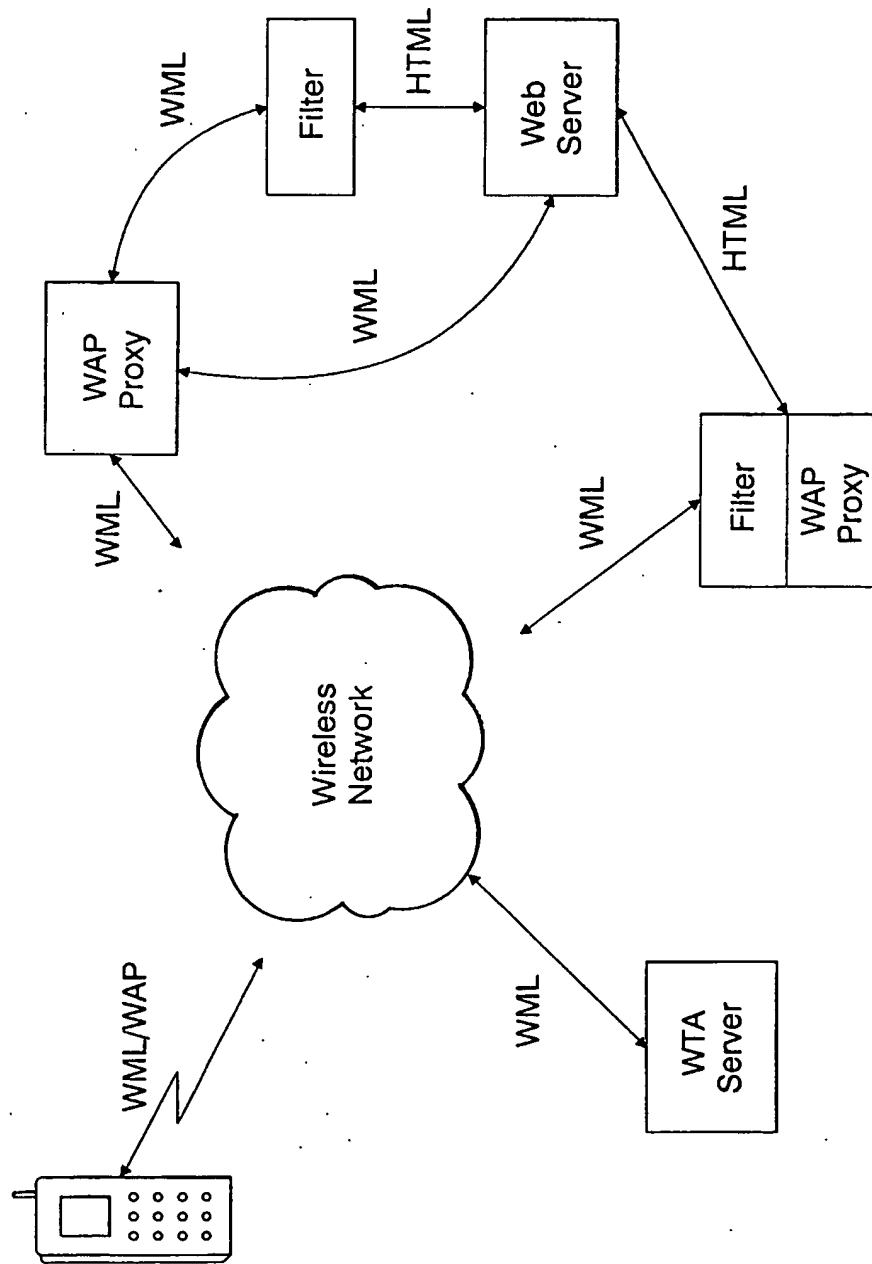 WML/WAP
Wireless
Network
WML
WAP
Proxy
WML
Filter
WML
HTML
Web
Server
HTML
WML
Filter
WAP
Proxy
WML
WTA
Server